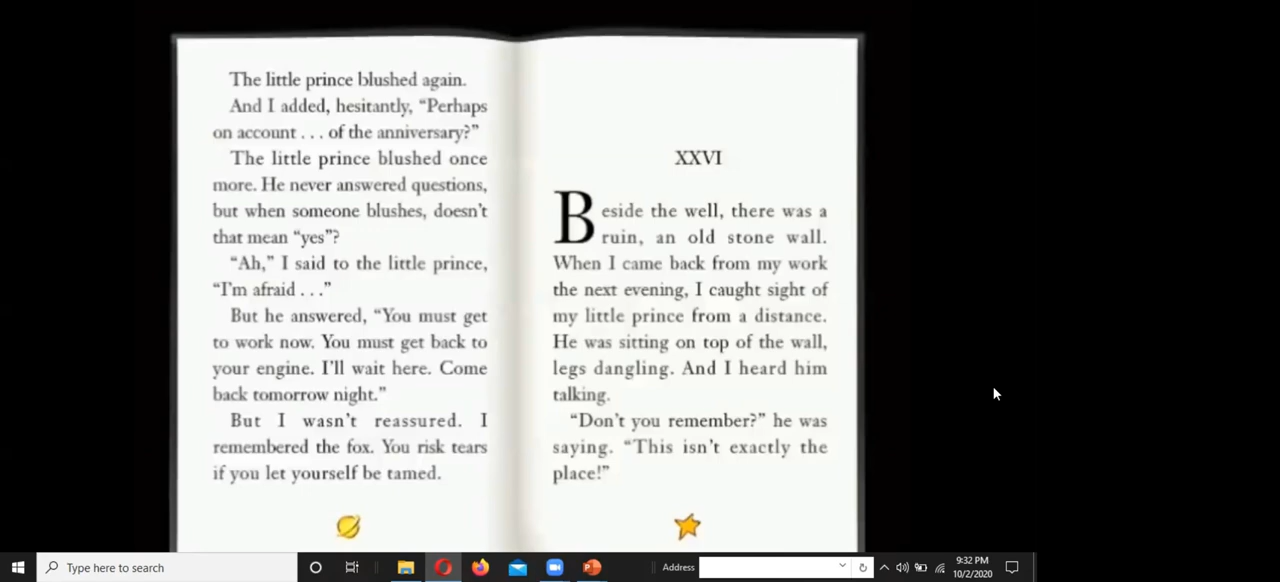 The little prince blushed again.
And I added, hesitantly, “Perhaps
on account . . . of the anniversary?”
The little prince blushed once
more. He never answered questions,
but when someone blushes, doesn’t
that mean “yes”?
“Ah,” I said to the little prince,
“I’m afraid . . .”
But he answered, “You must get
to work now. You must get back to
your engine. I’ll wait here. Come
back tomorrow night.”
But I wasn’t reassured. I
remembered the fox. You risk tears
if you let yourself be tamed.
XXVI
Beside the well, there was a
ruin, an old stone wall.
When I came back from my work
the next evening, I caught sight of
my little prince from a distance.
He was sitting on top of the wall,
legs dangling. And I heard him
talking.
“Don’t you remember?” he was
saying. “This isn’t exactly the
place!”
Type here to search
Address
9:32 PM
10/2/2020